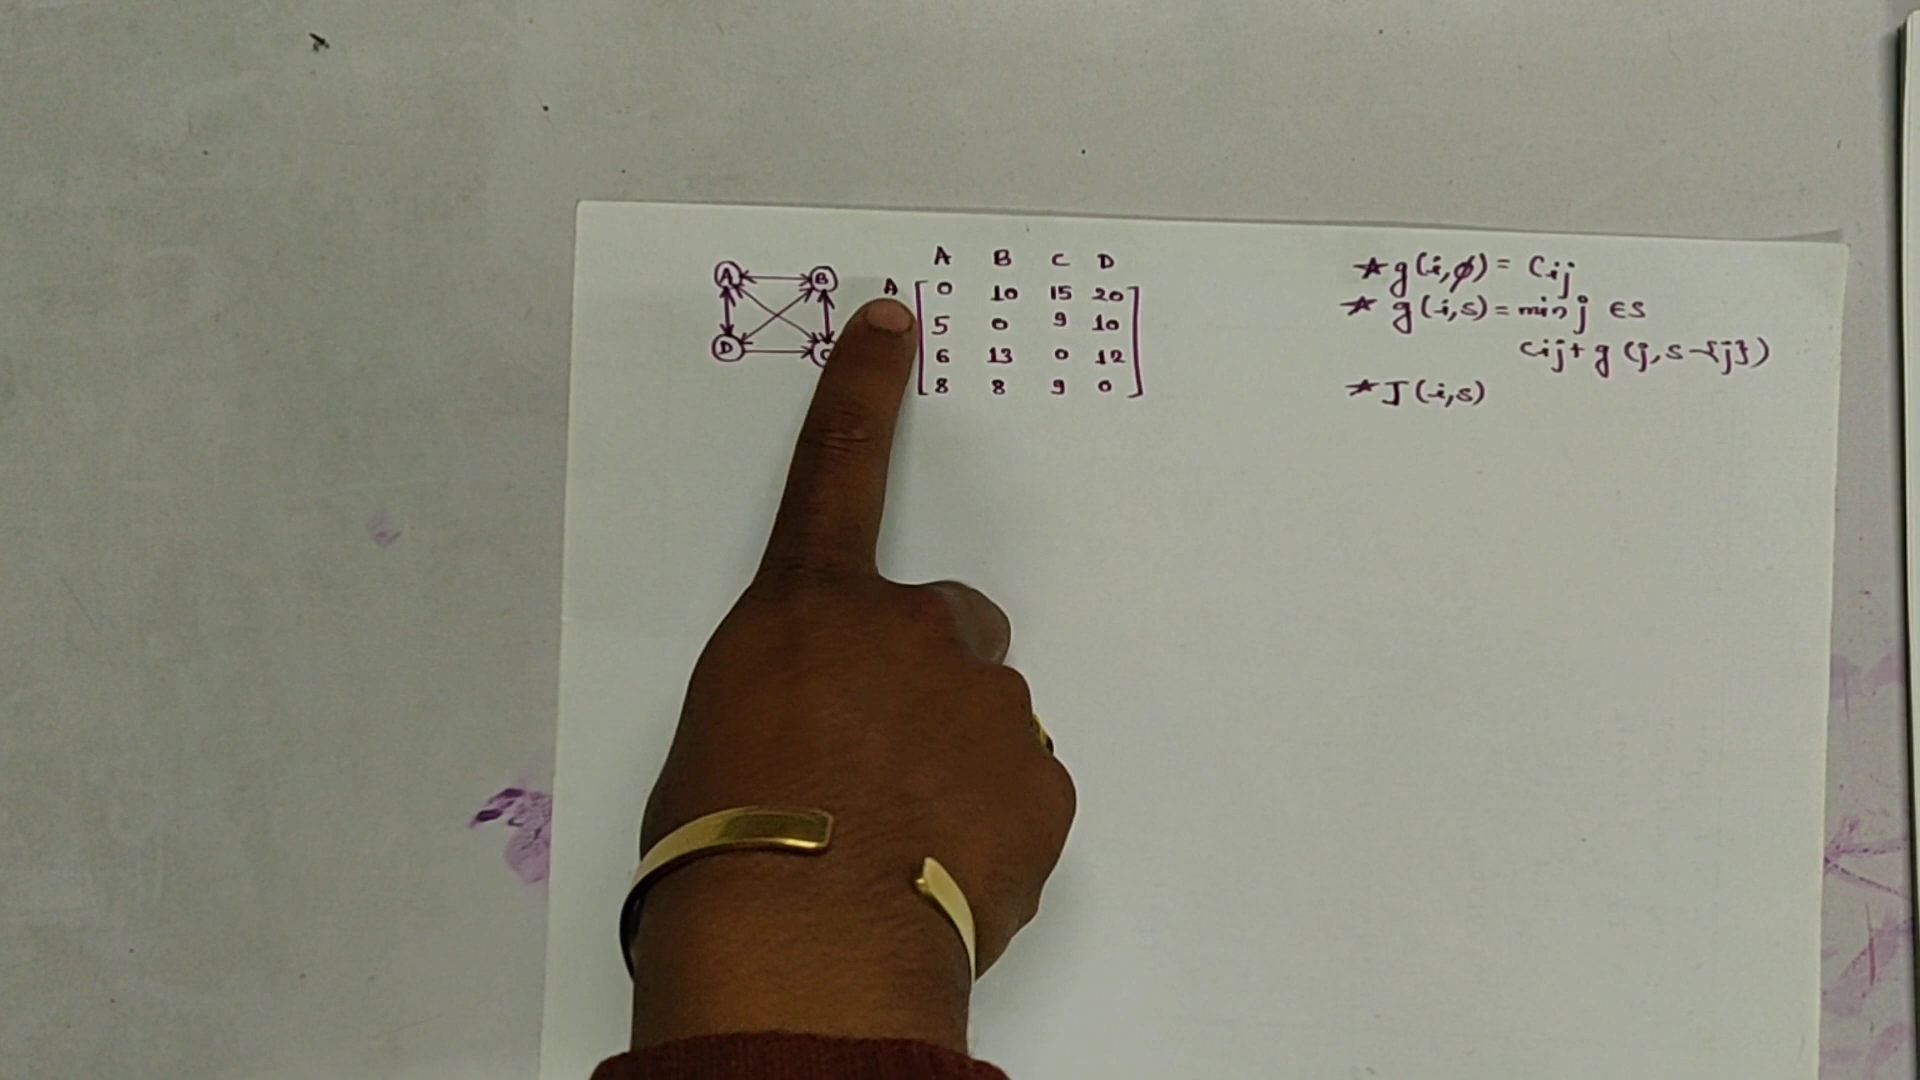 A B
D C
A B C D
A 0 10 15 20
5 0 9 10
6 13 0 12
8 8 9 0
★ g(i,φ) = Cij
★ g(i,s) = min j ∈s
cij + g(j,s-{j})
★ J(i,s)